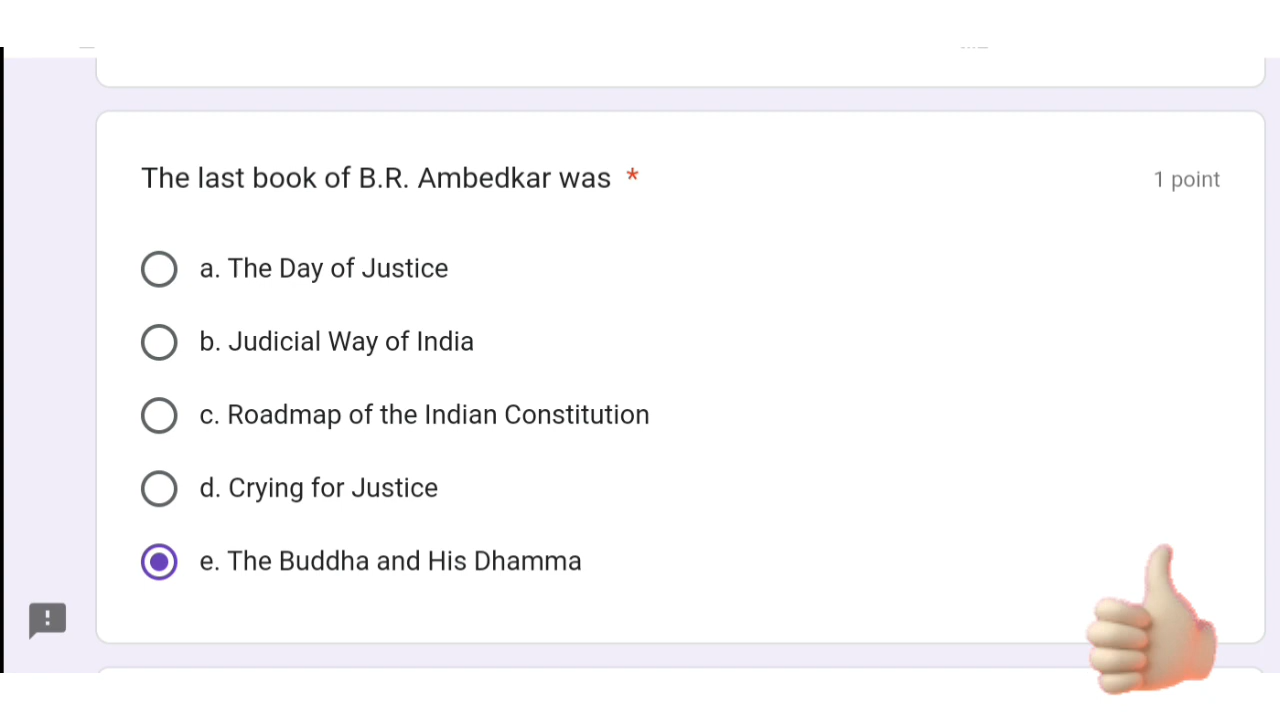 The last book of B.R. Ambedkar was *
1 point
a. The Day of Justice
b. Judicial Way of India
c. Roadmap of the Indian Constitution
d. Crying for Justice
e. The Buddha and His Dhamma